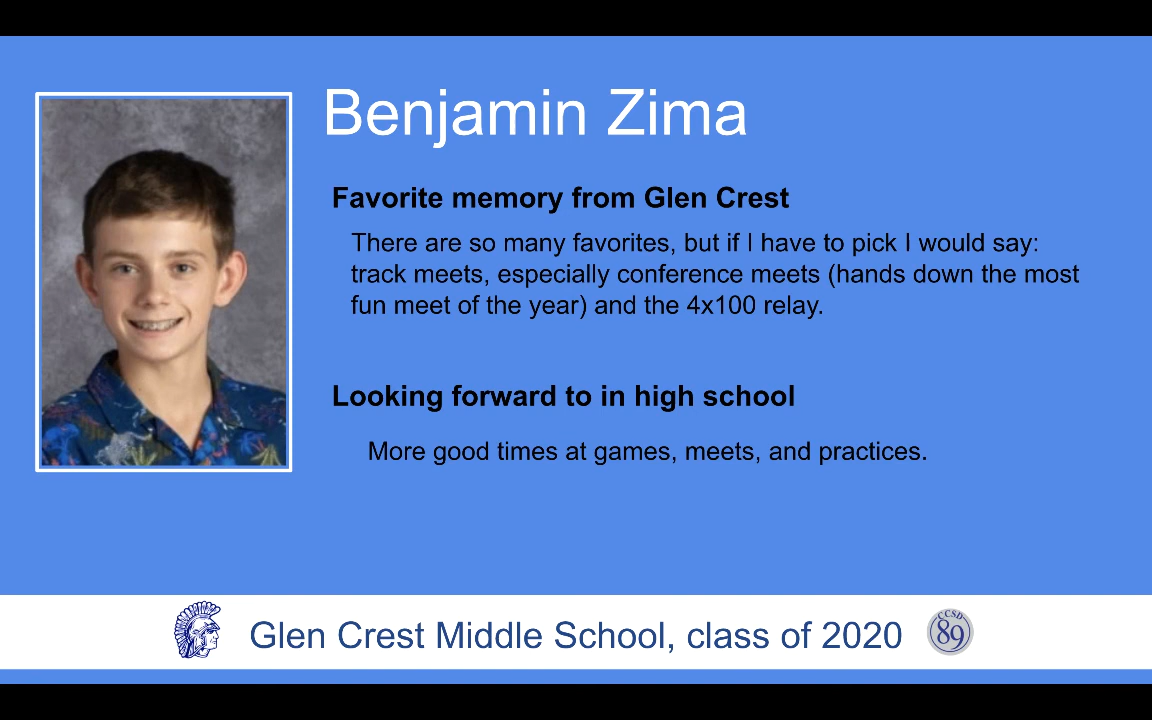 Benjamin Zima
Favorite memory from Glen Crest
There are so many favorites, but if I have to pick I would say:
track meets, especially conference meets (hands down the most
fun meet of the year) and the 4x100 relay.
Looking forward to in high school
More good times at games, meets, and practices.
Glen Crest Middle School, class of 2020
CCSD
89